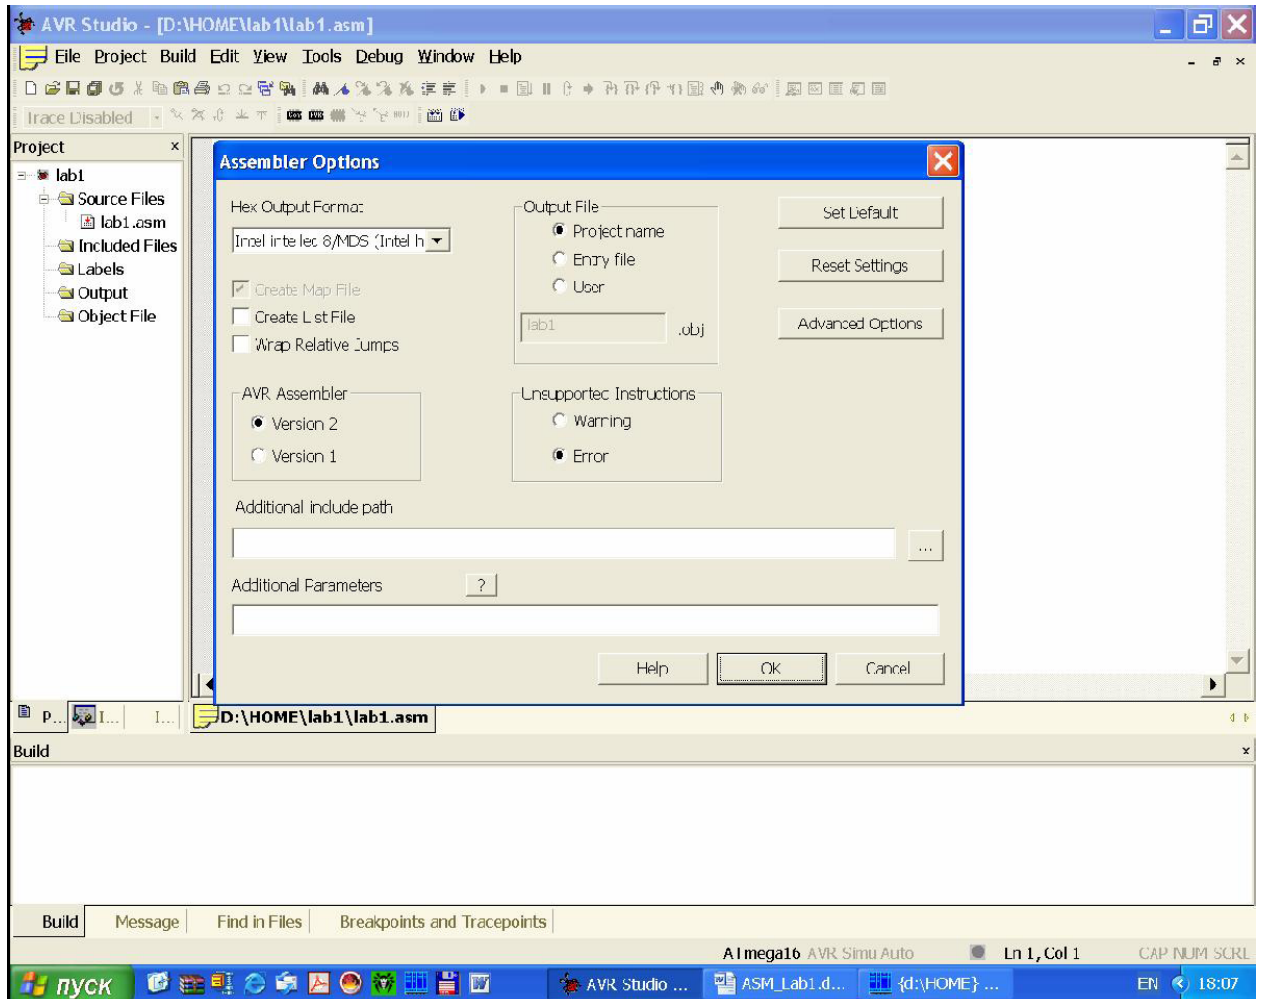 AVR Studio - [D:\HOME\lab1\lab1.asm]
File Project Build Edit View Tools Debug Window Help
Trace Disabled
Project x
lab1
Source Files
lab1.asm
Included Files
Labels
Output
Object File
Assembler Options
Hex Output Format
Intel intellec 8/MDS (Intel h
Create Map File
Create List File
Wrap Relative Jumps
Output File
Project name
Entry file
User
lab1 .obj
Set Default
Reset Settings
Advanced Options
AVR Assembler
Version 2
Version 1
Unsupported Instructions
Warning
Error
Additional include path
...
Additional Parameters ?
Help OK Cancel
P... I... I... D:\HOME\lab1\lab1.asm
Build x
Build Message Find in Files Breakpoints and Tracepoints
ATmega16 AVR Simu Auto Ln 1, Col 1 CAP NUM SCRL
пуск AVR Studio ... ASM_Lab1.d... {d:\HOME} ... EN 18:07